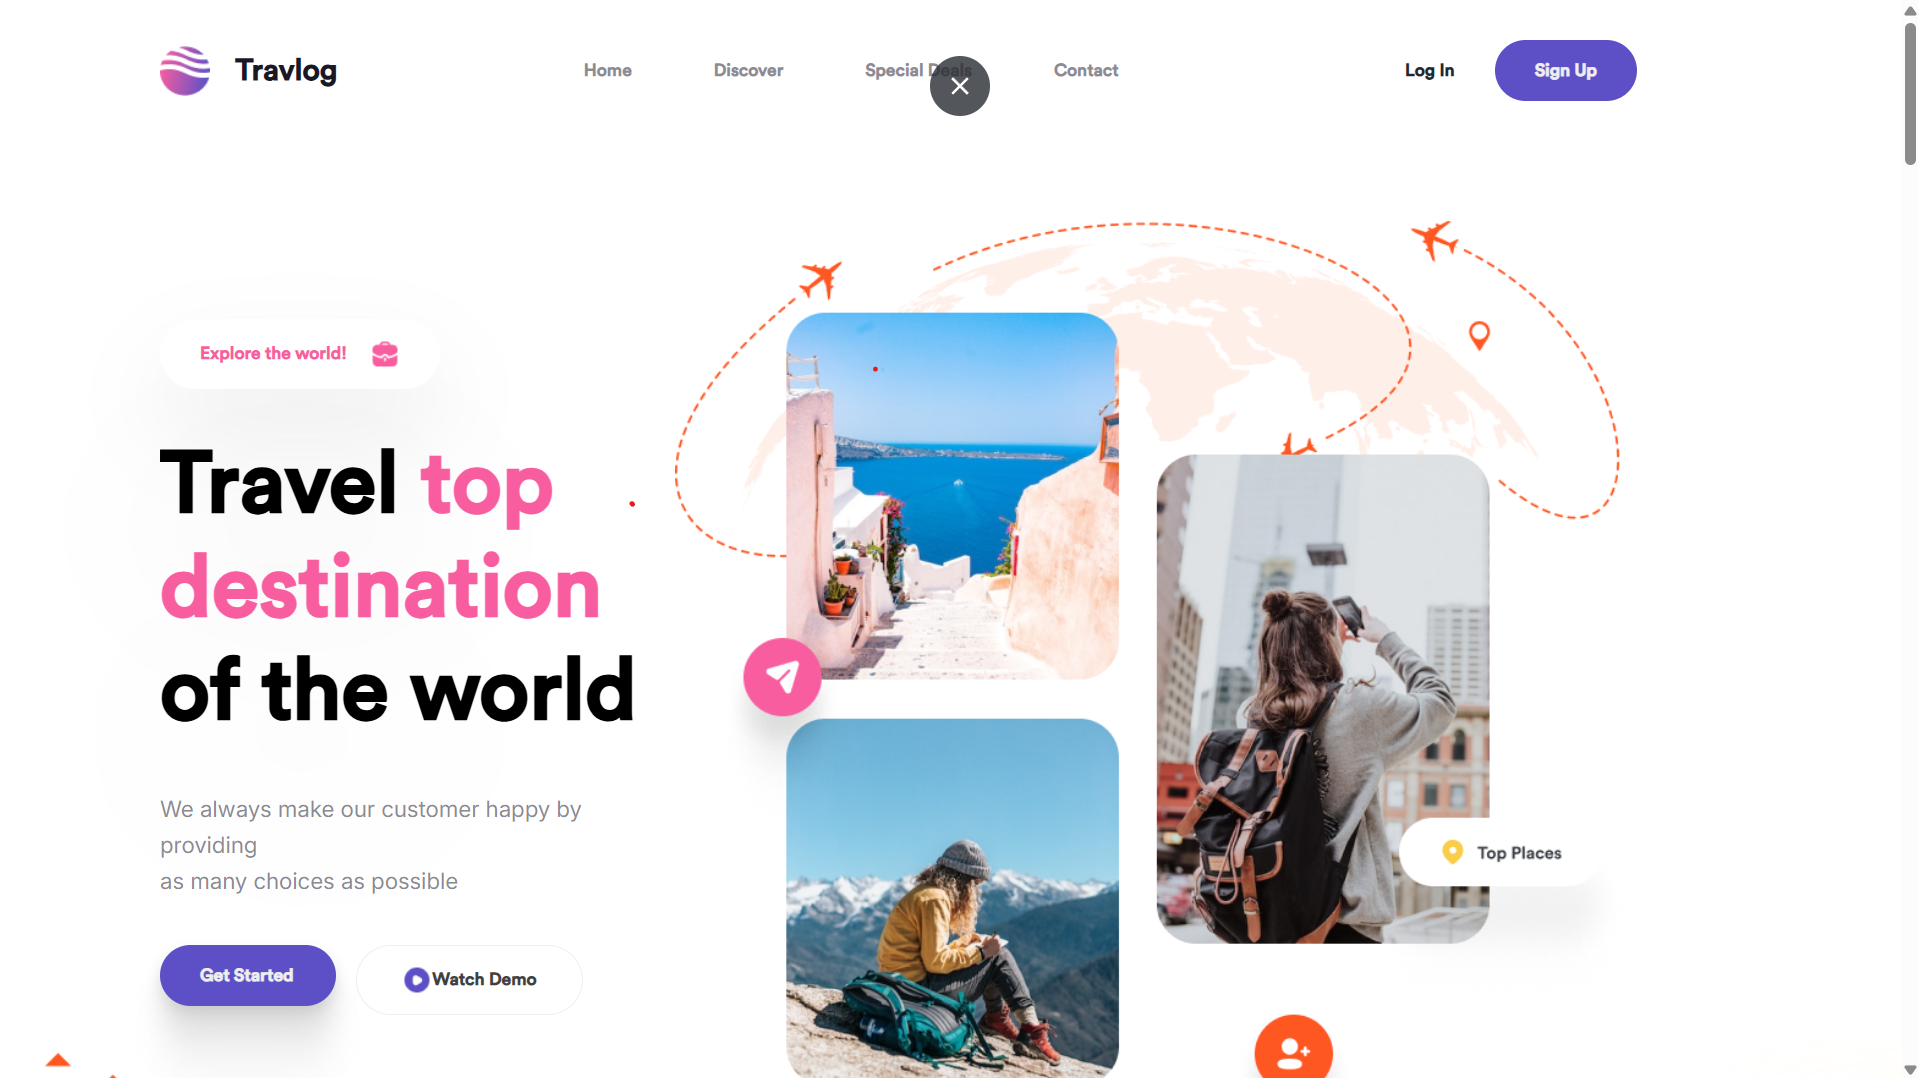 Travlog
Home
Discover
Special Deals
Contact
Log In
Sign Up
Explore the world!
Travel top
destination
of the world
We always make our customer happy by
providing
as many choices as possible
Get Started
Watch Demo
Top Places